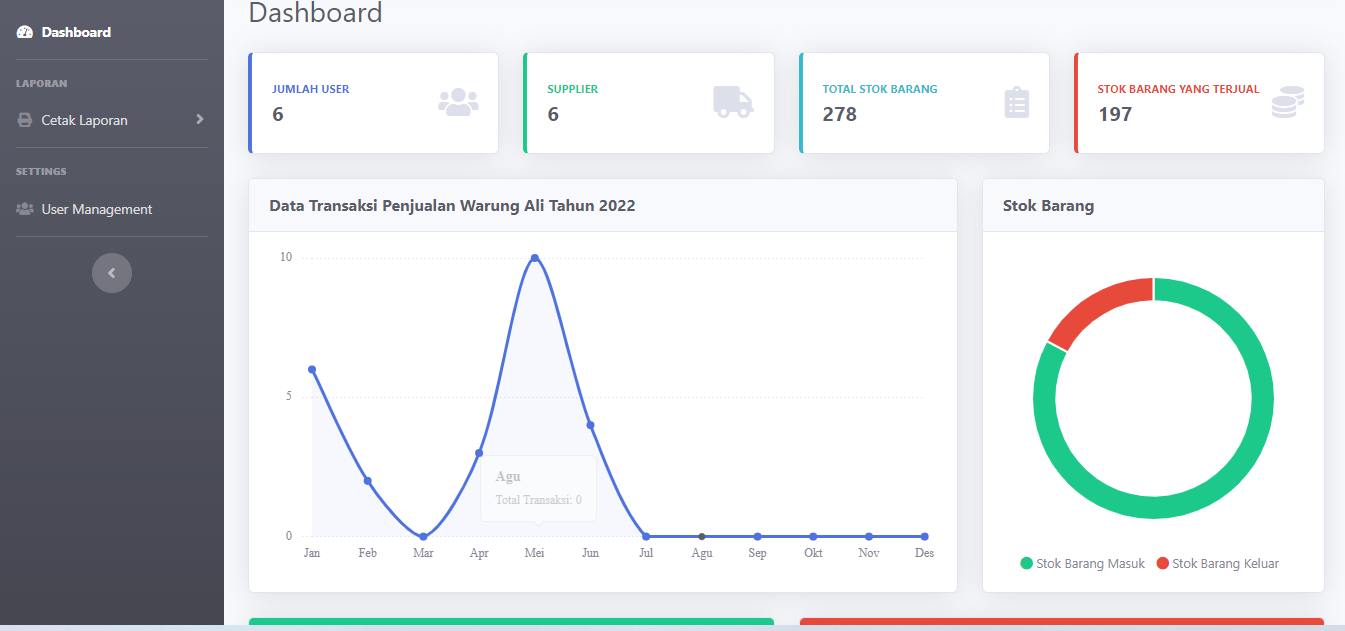 Dashboard
Dashboard
LAPORAN
Cetak Laporan
SETTINGS
User Management
JUMLAH USER
6
SUPPLIER
6
TOTAL STOK BARANG
278
STOK BARANG YANG TERJUAL
197
Data Transaksi Penjualan Warung Ali Tahun 2022
10
5
0
Agu
Total Transaksi: 0
Jan Feb Mar Apr Mei Jun Jul Agu Sep Okt Nov Des
Stok Barang
Stok Barang Masuk Stok Barang Keluar